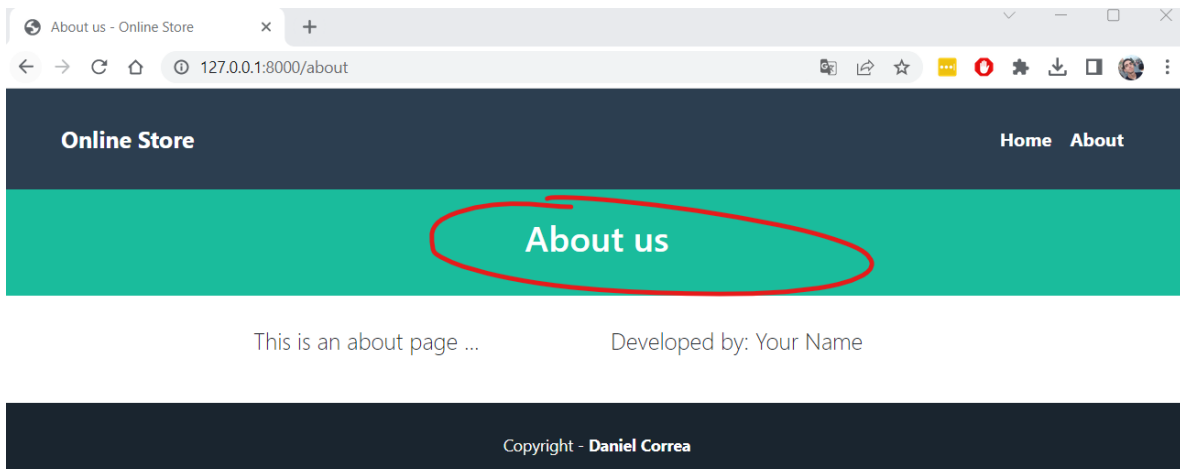 About us - Online Store
127.0.0.1:8000/about
Online Store Home About
About us
This is an about page ... Developed by: Your Name
Copyright - Daniel Correa